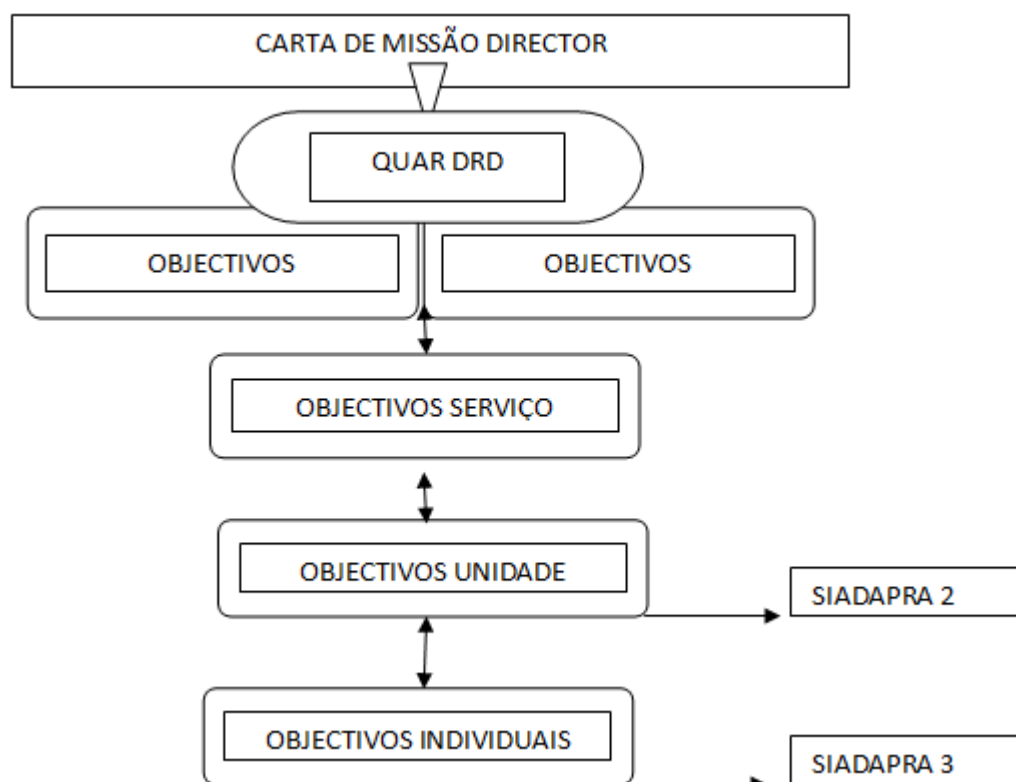 CARTA DE MISSÃO DIRECTOR
QUAR DRD
OBJECTIVOS
OBJECTIVOS
OBJECTIVOS SERVIÇO
OBJECTIVOS UNIDADE
SIADAPRA 2
OBJECTIVOS INDIVIDUAIS
SIADAPRA 3